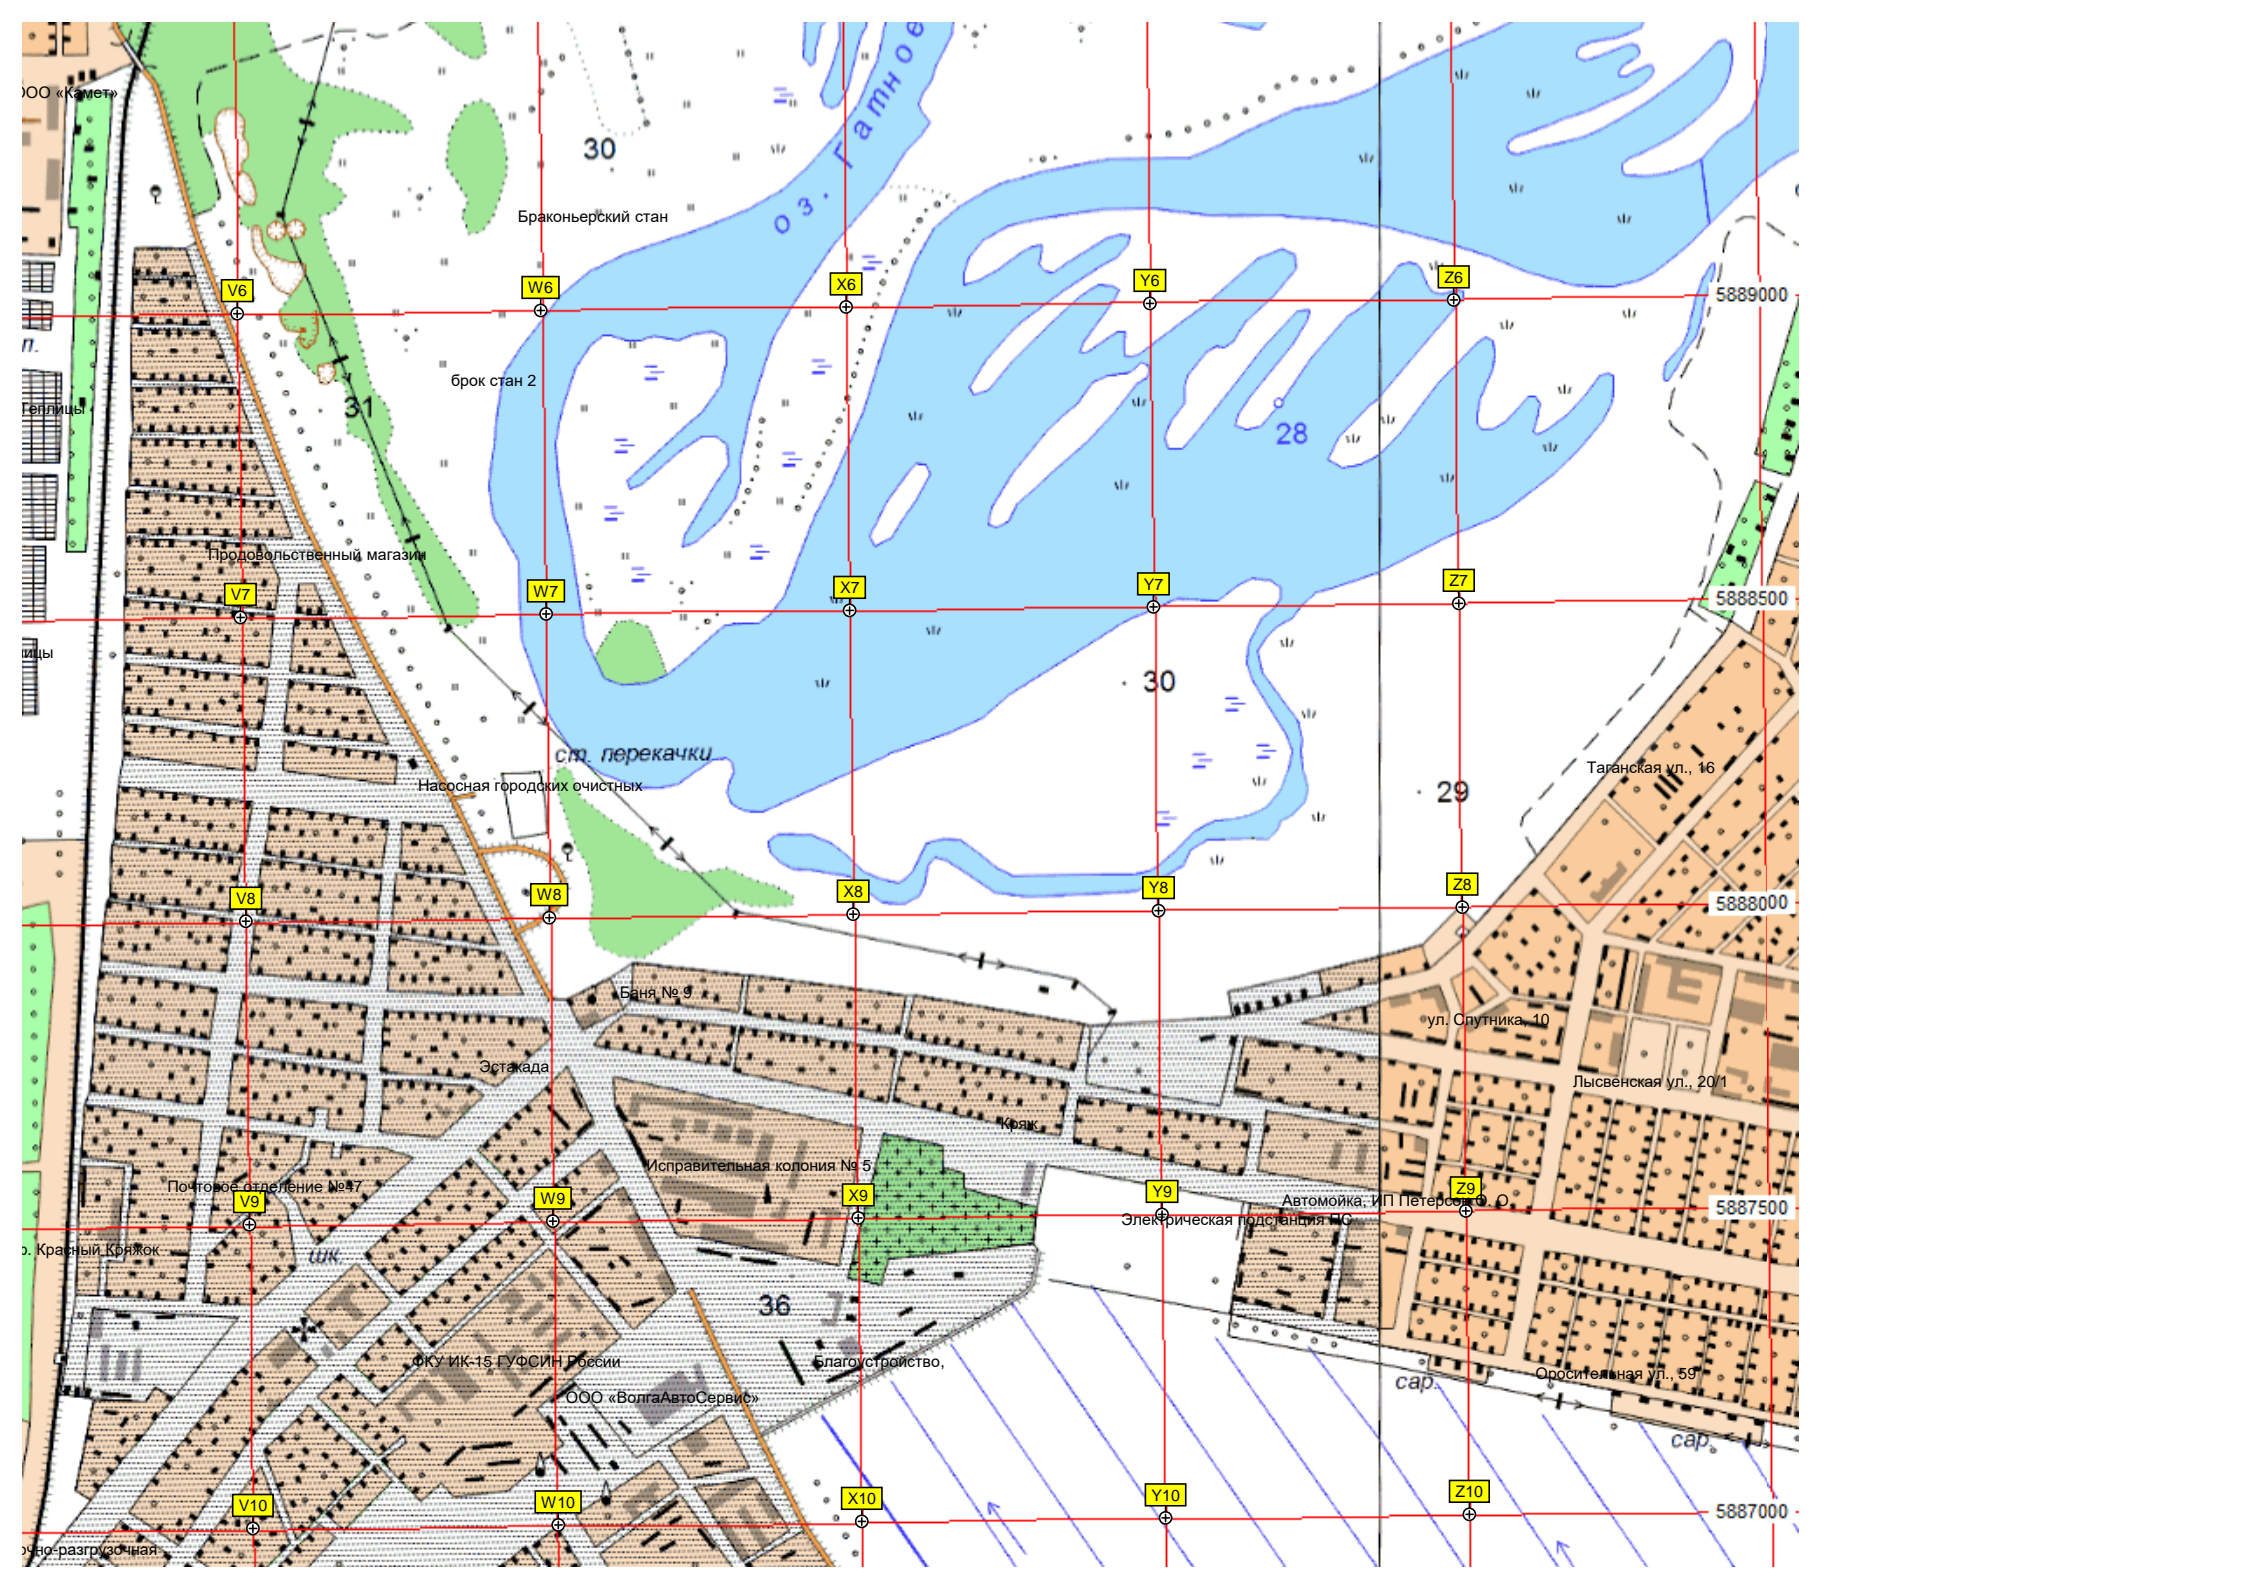 ООО «Камет»
оз. Гатное
30
Браконьерский стан
V6
W6
X6
Y6
Z6
5889000
п.
брок стан 2
31
Теплицы
28
Продовольственный магазин
V7
W7
X7
Y7
Z7
5888500
ицы
30
ст. перекачки
Насосная городских очистных
29
Таганская ул., 16
V8
W8
X8
Y8
Z8
5888000
Баня № 9
ул. Спутника, 10
Эстакада
Лысвенская ул., 20/1
Кряж
Исправительная колония № 5
Почтовое отделение №47
V9
W9
X9
Y9
Z9
Автомойка, ИП Петерсон О. О.
5887500
Электрическая подстанция ПС
р. Красный Кряжок
шк.
36
ФКУ ИК-15 ГУФСИН России
Благоустройство,
сар.
Оросительная ул., 59
ООО «ВолгаАвтоСервис»
сар.
V10
W10
X10
Y10
Z10
5887000
очно-разгрузочная